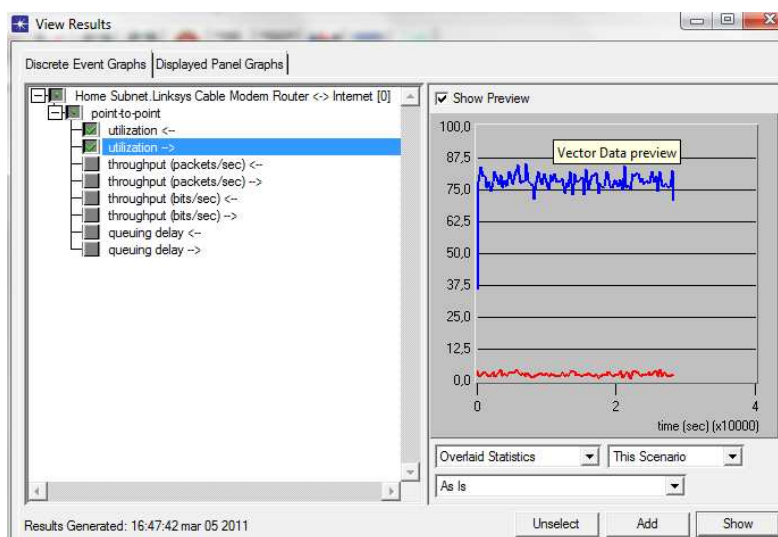 View Results
Discrete Event Graphs
Displayed Panel Graphs
Home Subnet.Linksys Cable Modem Router <-> Internet [0]
point-to-point
utilization <--
utilization -->
throughput (packets/sec) <--
throughput (packets/sec) -->
throughput (bits/sec) <--
throughput (bits/sec) -->
queuing delay <--
queuing delay -->
Show Preview
100,0
Vector Data preview
87,5
75,0
62,5
50,0
37,5
25,0
12,5
0,0
0 2 4
time (sec) (x10000)
Overlaid Statistics
This Scenario
As Is
Results Generated: 16:47:42 mar 05 2011
Unselect
Add
Show